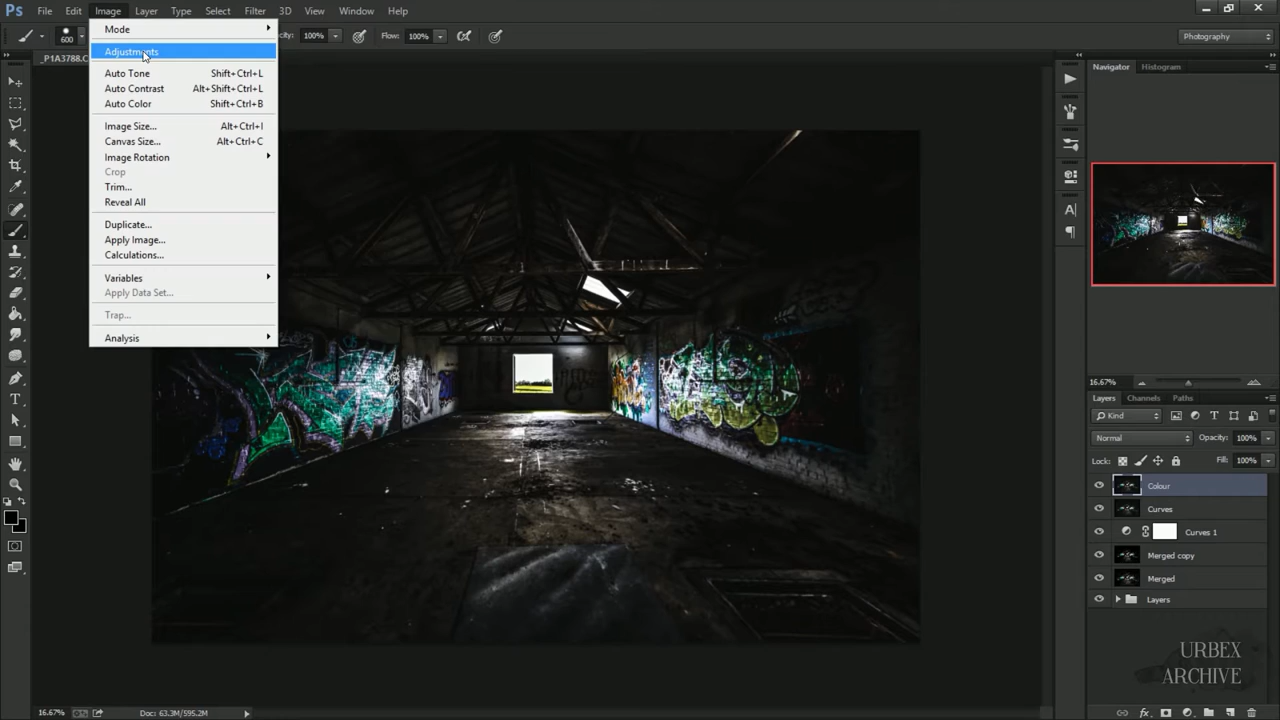 Ps File Edit Image Layer Type Select Filter 3D View Window Help
600 100% Flow: 100% Photography
_P1A3788.C
Mode
Adjustments
Auto Tone Shift+Ctrl+L
Auto Contrast Alt+Shift+Ctrl+L
Auto Color Shift+Ctrl+B
Image Size... Alt+Ctrl+I
Canvas Size... Alt+Ctrl+C
Image Rotation
Crop
Trim...
Reveal All
Duplicate...
Apply Image...
Calculations...
Variables
Apply Data Set...
Trap...
Analysis
Navigator Histogram
16.67%
Layers Channels Paths
Kind
Normal Opacity: 100%
Lock: Fill: 100%
Colour
Curves
Curves 1
Merged copy
Merged
Layers
URBEX
ARCHIVE
16.67% Doc: 63.3M/595.2M